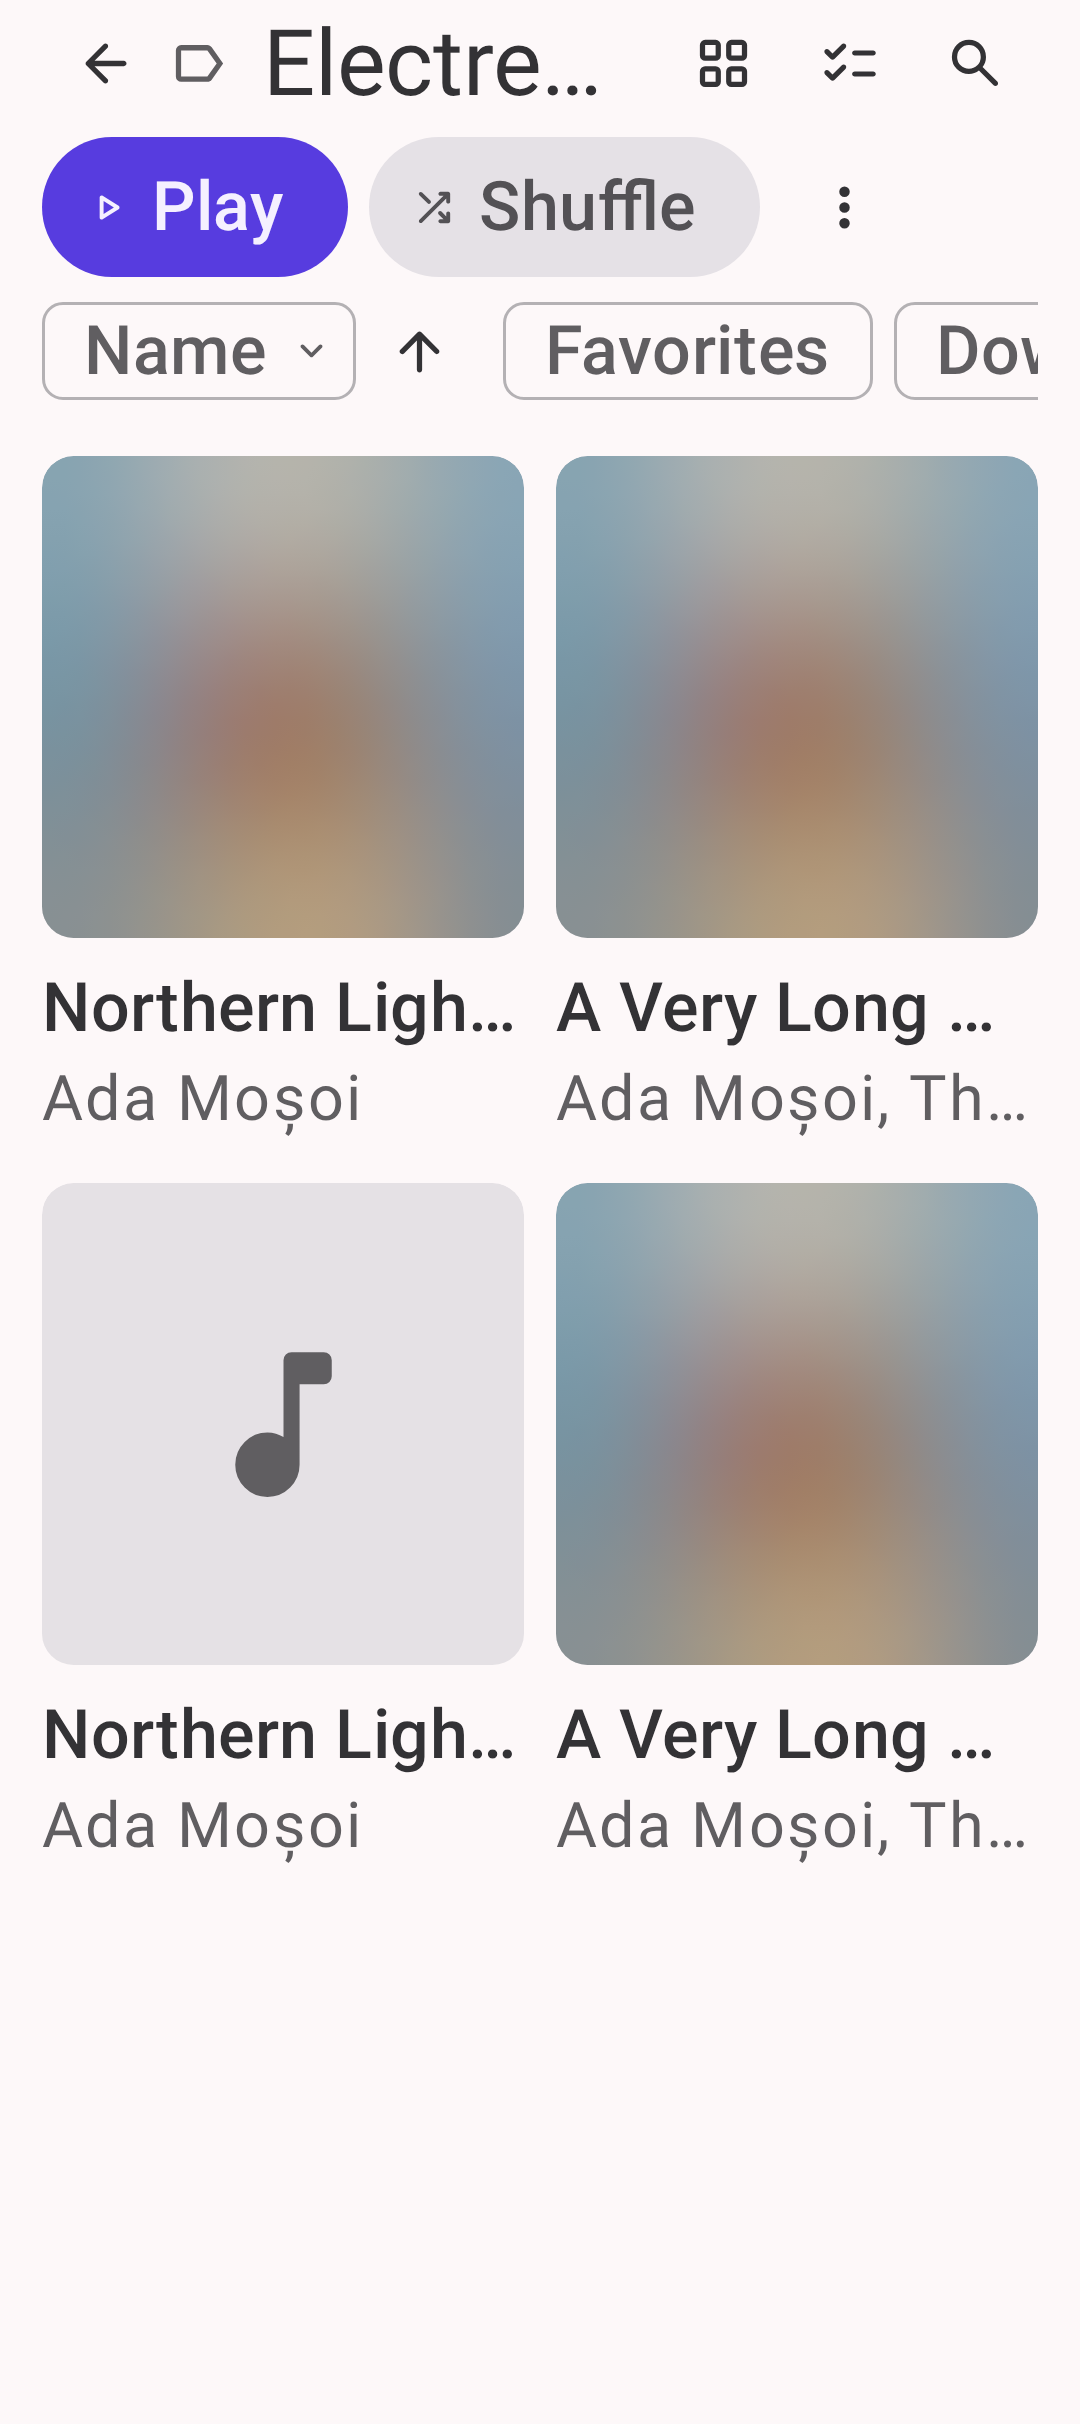 Electre…
Play
Shuffle
Name
Favorites
Dow
Northern Ligh…
A Very Long …
Ada Moșoi
Ada Moșoi, Th…
Northern Ligh…
A Very Long …
Ada Moșoi
Ada Moșoi, Th…